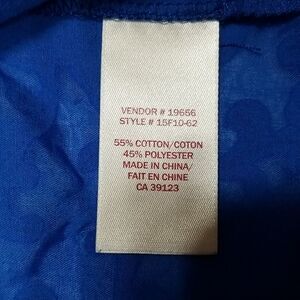 VENDOR # 19656
STYLE # 15F10-62
55% COTTON/COTON
45% POLYESTER
MADE IN CHINA/
FAIT EN CHINE
CA 39123